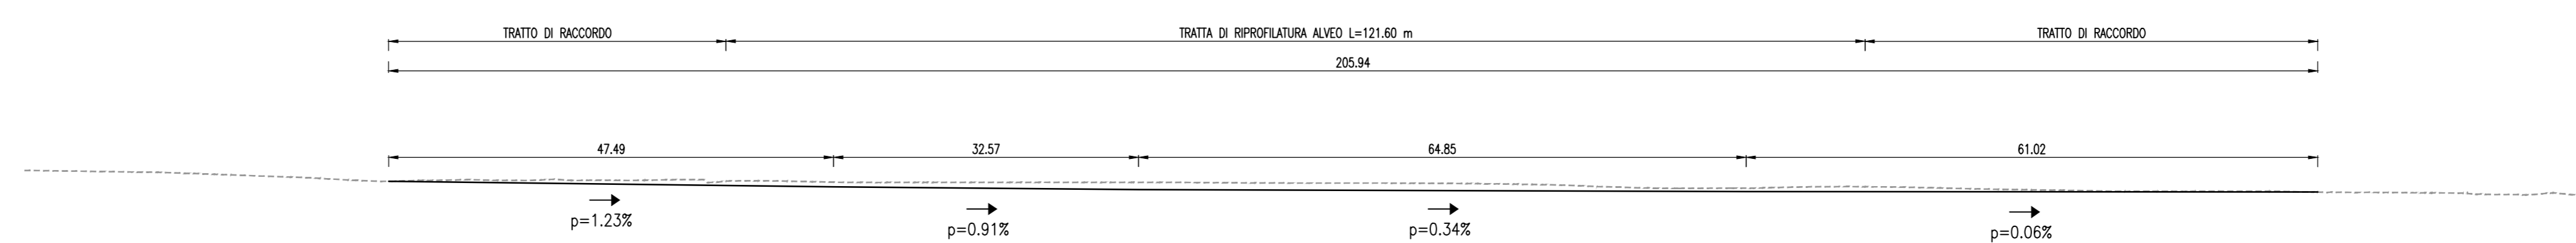 TRATTO DI RACCORDO
TRATTA DI RIPROFILATURA ALVEO L=121.60 m
TRATTO DI RACCORDO
205.94
47.49
32.57
64.85
61.02
p=1.23%
p=0.91%
p=0.34%
p=0.06%